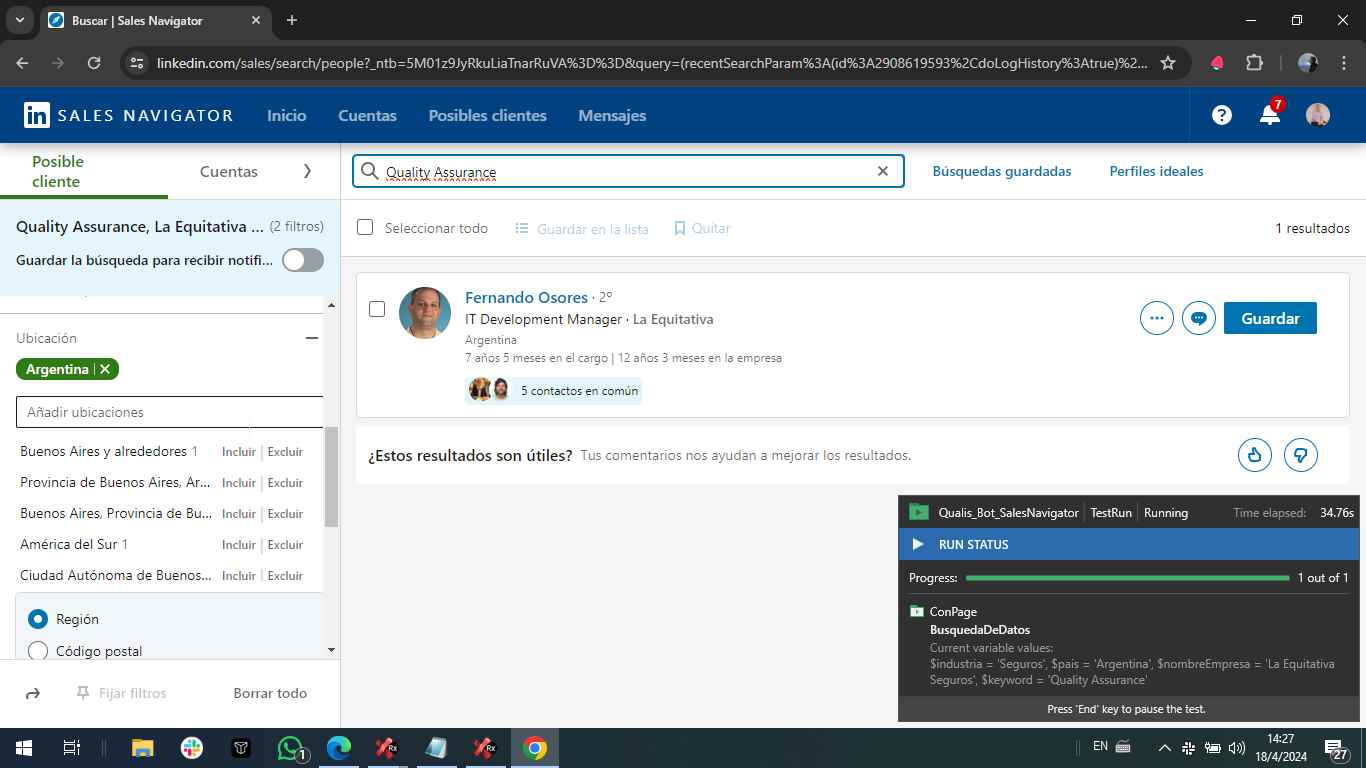 Buscar | Sales Navigator
linkedin.com/sales/search/people?_ntb=5M01z9JyRkuLiaTnarRuVA%3D%3D&query=(recentSearchParam%3A(id%3A2908619593%2CdoLogHistory%3Atrue)%2...
in SALES NAVIGATOR
Inicio
Cuentas
Posibles clientes
Mensajes
7
Posible cliente
Cuentas
Quality Assurance
Búsquedas guardadas
Perfiles ideales
Quality Assurance, La Equitativa ... (2 filtros)
Guardar la búsqueda para recibir notifi...
Seleccionar todo
Guardar en la lista
Quitar
1 resultados
Ubicación
Argentina
Añadir ubicaciones
Buenos Aires y alrededores 1 Incluir | Excluir
Provincia de Buenos Aires, Ar... Incluir | Excluir
Buenos Aires, Provincia de Bu... Incluir | Excluir
América del Sur 1 Incluir | Excluir
Ciudad Autónoma de Buenos... Incluir | Excluir
Región
Código postal
Fijar filtros
Borrar todo
Fernando Osores · 2º
IT Development Manager · La Equitativa
Argentina
7 años 5 meses en el cargo | 12 años 3 meses en la empresa
5 contactos en común
Guardar
¿Estos resultados son útiles? Tus comentarios nos ayudan a mejorar los resultados.
Qualis_Bot_SalesNavigator | TestRun | Running Time elapsed: 34.76s
RUN STATUS
Progress: 1 out of 1
ConPage
BusquedaDeDatos
Current variable values:
$industria = 'Seguros', $pais = 'Argentina', $nombreEmpresa = 'La Equitativa
Seguros', $keyword = 'Quality Assurance'
Press 'End' key to pause the test.
1
Rx
Rx
EN
14:27
18/4/2024
27